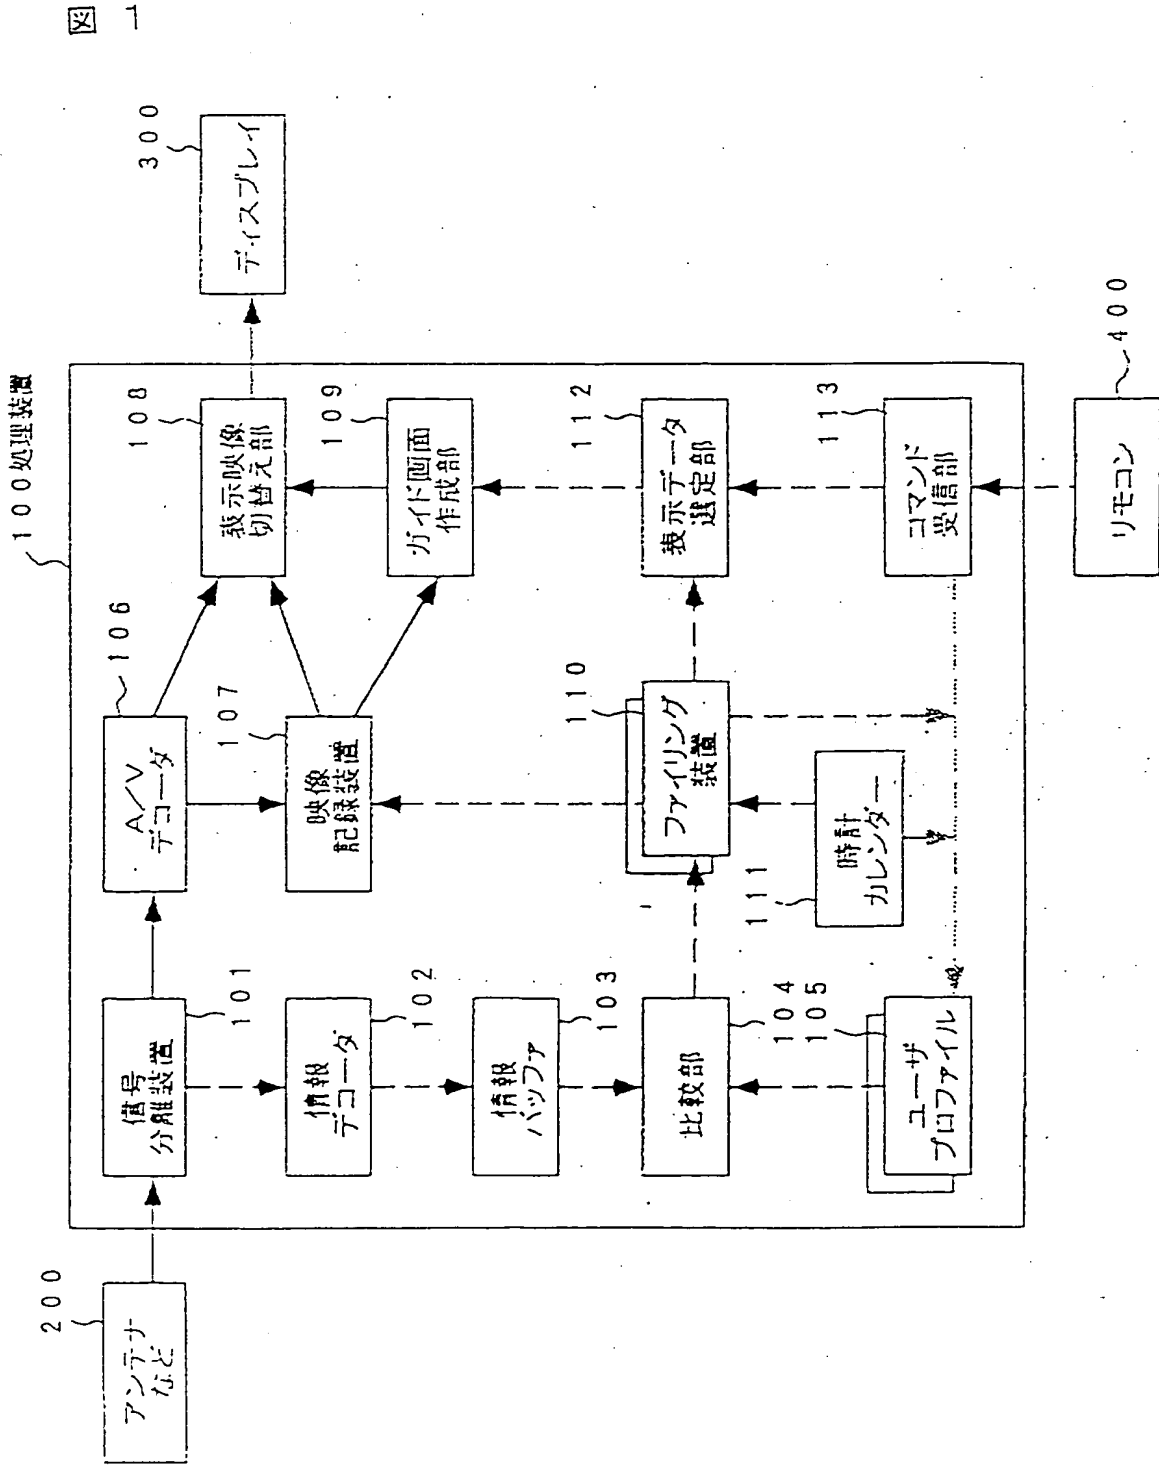 図 1
100処理装置
200
アンテナ
など
信号
分離装置
101
A/V
デコーダ
106
表示映像
切替え部
108
ディスプレイ
300
情報
デコーダ
102
映像
記録装置
107
ガイド画面
作成部
109
情報
バッファ
103
比較部
104
ファイリング
装置
110
表示データ
選定部
112
105
ユーザ
プロファイル
111
時計
カレンダー
コマンド
受信部
113
リモコン
400